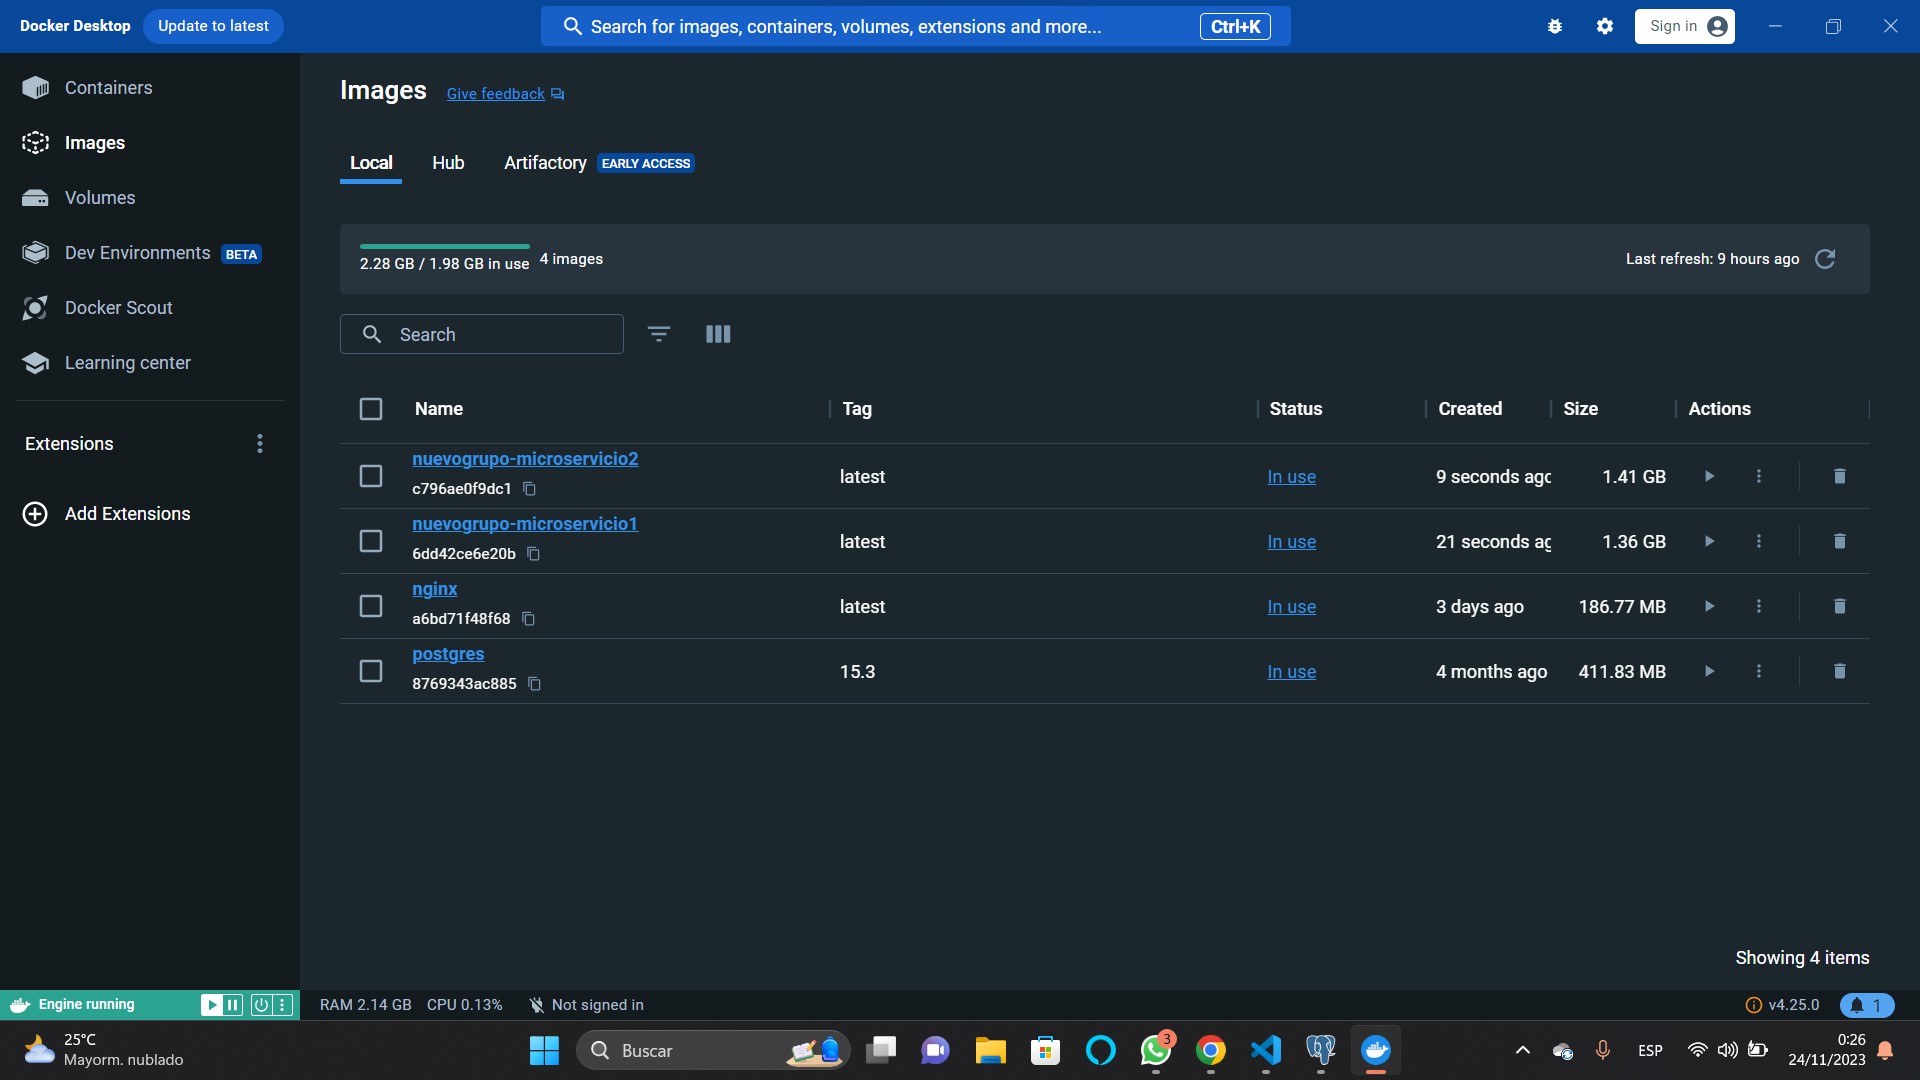 Docker Desktop
Update to latest
Search for images, containers, volumes, extensions and more...
Ctrl+K
Sign in
Containers
Images
Volumes
Dev Environments BETA
Docker Scout
Learning center
Extensions
Add Extensions
Images
Give feedback
Local
Hub
Artifactory EARLY ACCESS
2.28 GB / 1.98 GB in use
4 images
Last refresh: 9 hours ago
Search
Name
Tag
Status
Created
Size
Actions
nuevogrupo-microservicio2
c796ae0f9dc1
latest
In use
9 seconds agc
1.41 GB
nuevogrupo-microservicio1
6dd42ce6e20b
latest
In use
21 seconds ag
1.36 GB
nginx
a6bd71f48f68
latest
In use
3 days ago
186.77 MB
postgres
8769343ac885
15.3
In use
4 months ago
411.83 MB
Showing 4 items
Engine running
RAM 2.14 GB
CPU 0.13%
Not signed in
v4.25.0
1
25°C
Mayorm. nublado
Buscar
3
ESP
0:26
24/11/2023